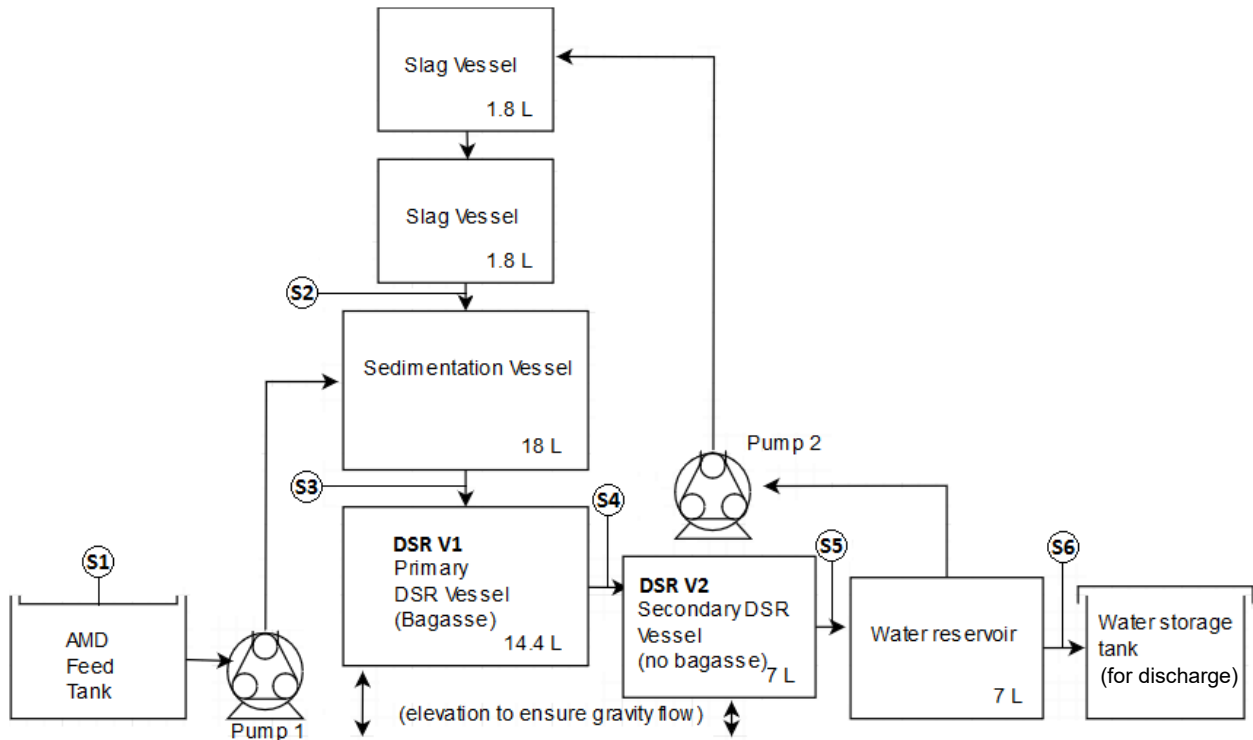 Slag Vessel
1.8 L
Slag Vessel
1.8 L
S2
Sedimentation Vessel
18 L
Pump 2
S3
S4
S5
S6
S1
DSR V1
Primary
DSR Vessel
(Bagasse)
14.4 L
DSR V2
Secondary DSR
Vessel
(no bagasse)
7 L
Water reservoir
7 L
Water storage
tank
(for discharge)
AMD
Feed
Tank
Pump 1
(elevation to ensure gravity flow)